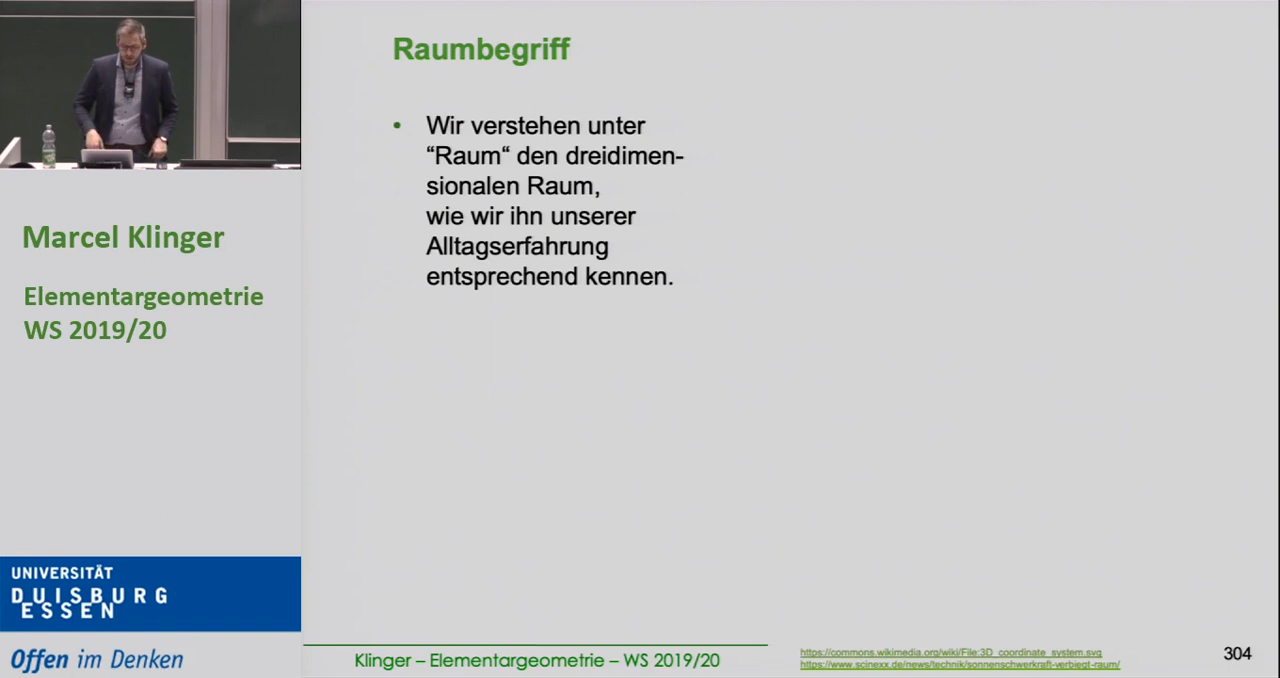 Raumbegriff
• Wir verstehen unter
“Raum“ den dreidimen-
sionalen Raum,
wie wir ihn unserer
Alltagserfahrung
entsprechend kennen.
Marcel Klinger
Elementargeometrie
WS 2019/20
UNIVERSITÄT
DUISBURG
ESSEN
Offen im Denken
Klinger – Elementargeometrie – WS 2019/20
https://commons.wikimedia.org/wiki/File:3D_coordinate_system.svg
https://www.scinexx.de/news/technik/sonnenschwerkraft-verbiegt-raum/
304